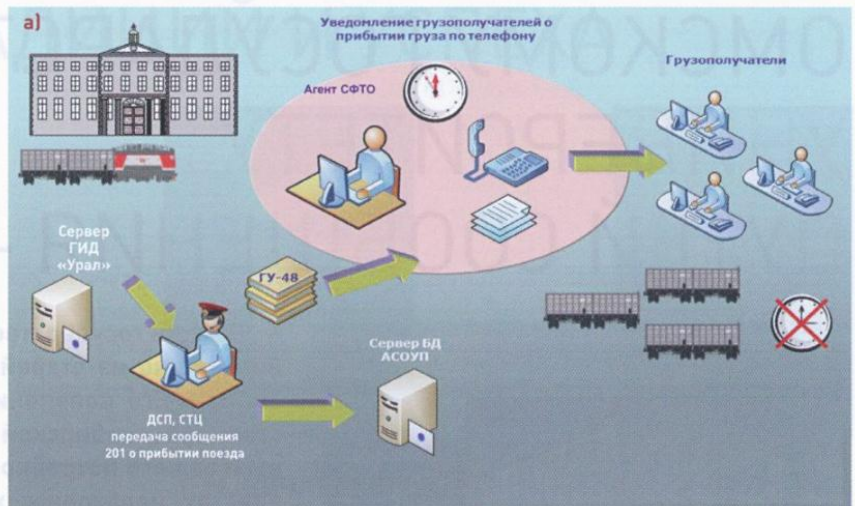 а)
Уведомление грузополучателей о
прибытии груза по телефону
Агент СФТО
Грузополучатели
Сервер
ГИД
«Урал»
ГУ-48
Сервер БД
АСОУП
ДСП, СТЦ
передача сообщения
201 о прибытии поезда